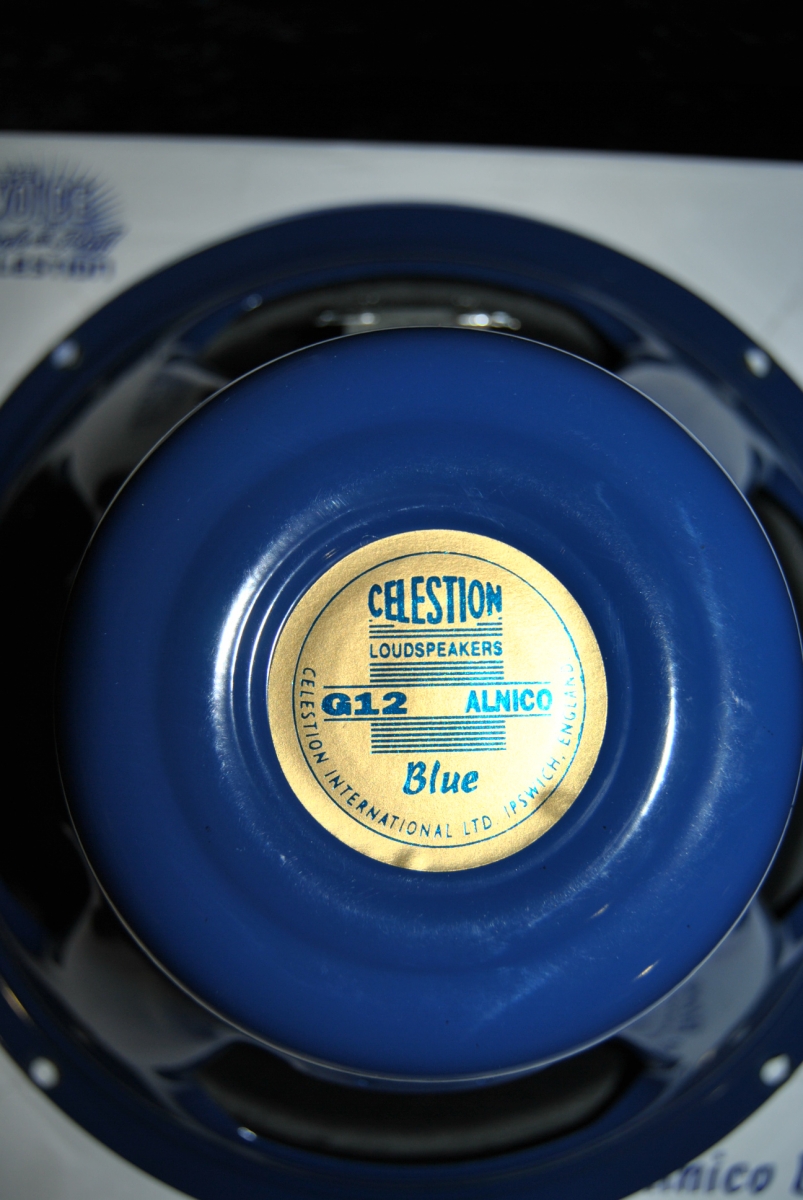 CELESTION
LOUDSPEAKERS
G12 ALNICO
Blue
CELESTION INTERNATIONAL LTD. IPSWICH, ENGLAND